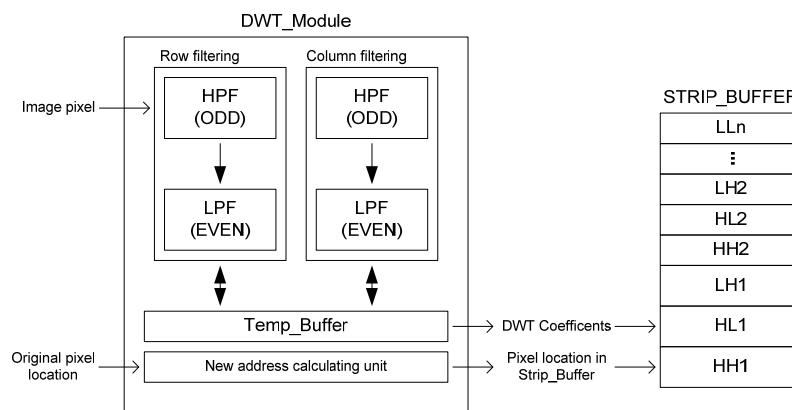 DWT_Module
Row filtering
Column filtering
Image pixel
HPF
(ODD)
HPF
(ODD)
LPF
(EVEN)
LPF
(EVEN)
Temp_Buffer
DWT Coefficents
Original pixel
location
New address calculating unit
Pixel location in
Strip_Buffer
STRIP_BUFFER
LLn
...
LH2
HL2
HH2
LH1
HL1
HH1